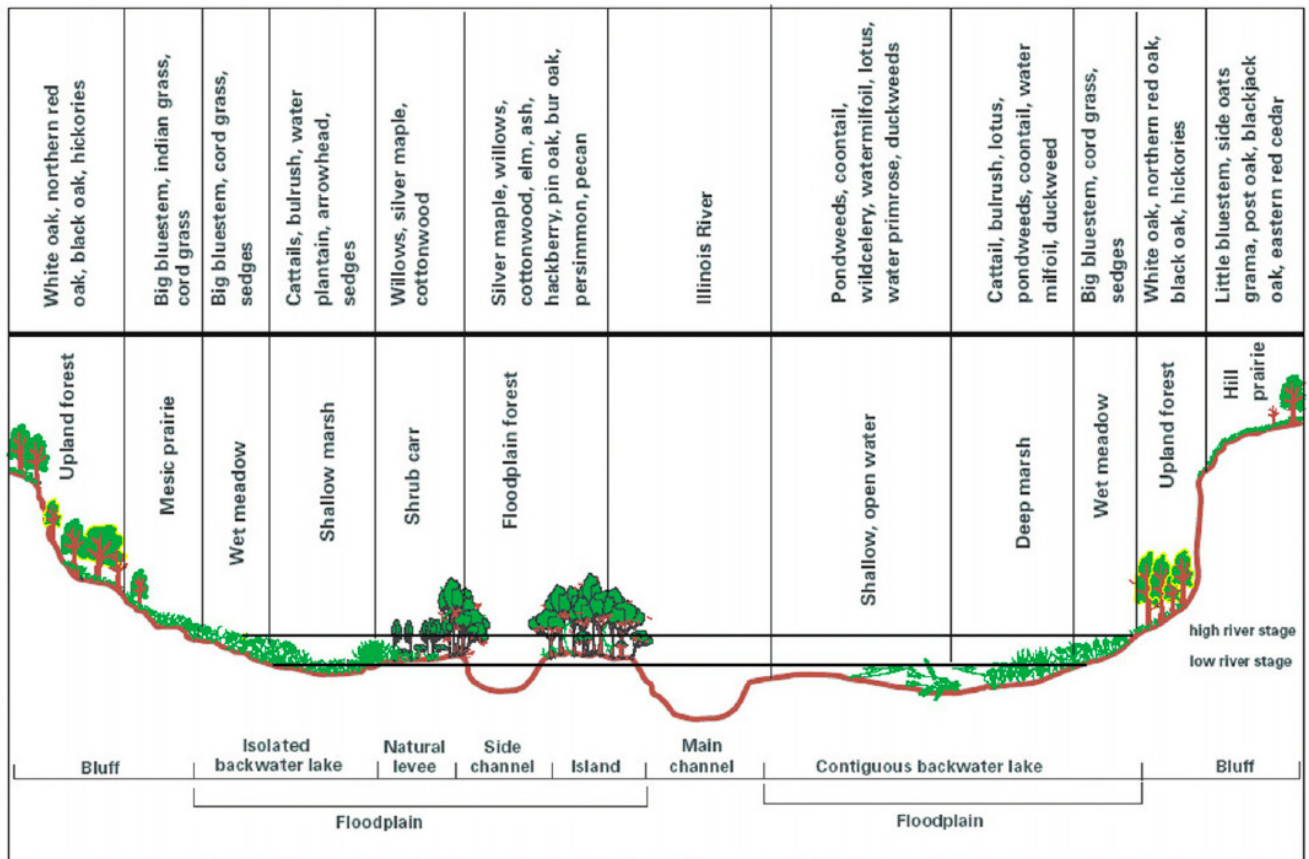 White oak, northern red
oak, black oak, hickories
Big bluestem, indian grass,
cord grass
Big bluestem, cord grass,
sedges
Cattails, bulrush, water
plantain, arrowhead,
sedges
Willows, silver maple,
cottonwood
Silver maple, willows,
cottonwood, elm, ash,
hackberry, pin oak, bur oak,
persimmon, pecan
Illinois River
Pondweeds, coontail,
wildcelery, watermilfoil, lotus,
water primrose, duckweeds
Cattail, bulrush, lotus,
pondweeds, coontail, water
milfoil, duckweed
Big bluestem, cord grass,
sedges
White oak, northern red oak,
black oak, hickories
Little bluestem, side oats
grama, post oak, blackjack
oak, eastern red cedar
Upland forest
Mesic prairie
Wet meadow
Shallow marsh
Shrub carr
Floodplain forest
Shallow, open water
Deep marsh
Wet meadow
Upland forest
Hill
prairie
high river stage
low river stage
Bluff
Isolated
backwater lake
Natural
levee
Side
channel
Island
Main
channel
Contiguous backwater lake
Bluff
Floodplain
Floodplain